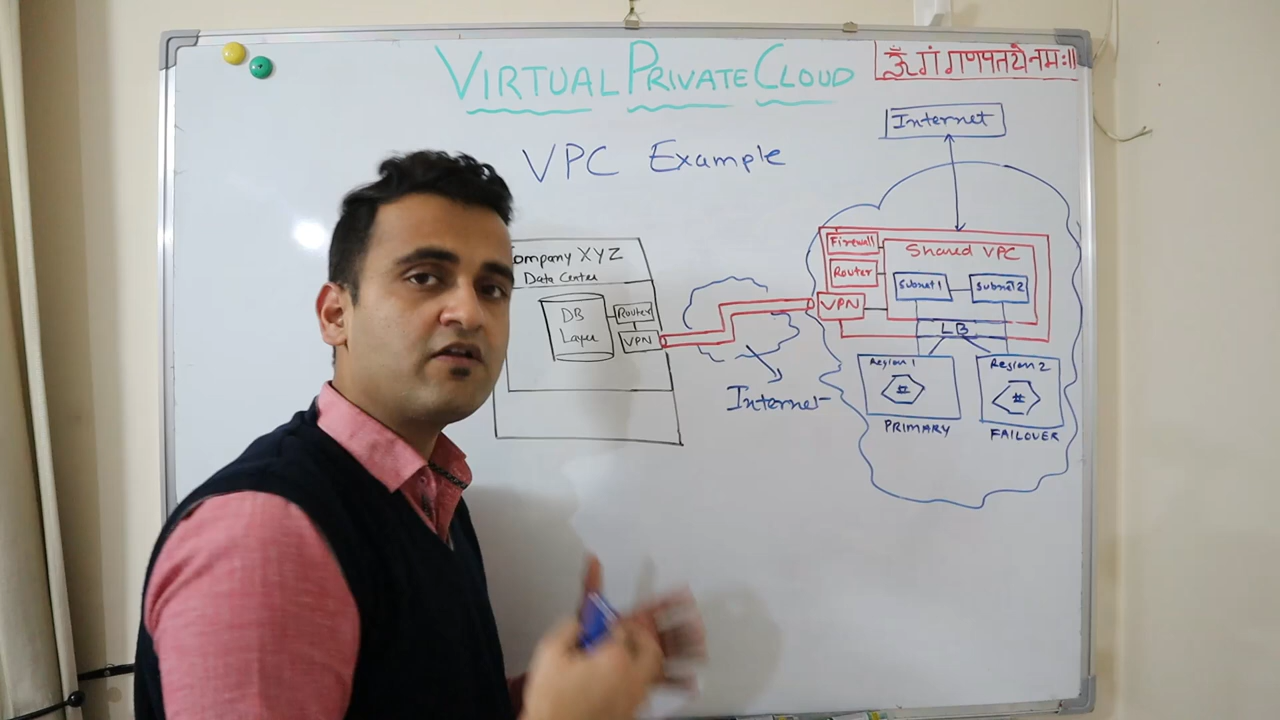 VIRTUAL PRIVATE CLOUD
ॐ गं गणपतये नमः॥
VPC Example
Internet
ompany XYZ
Data Center
DB
Layer
Router
VPN
Internet
Firewall
Router
VPN
Shared VPC
Subnet 1
Subnet 2
LB
Region 1
#
PRIMARY
Region 2
#
FAILOVER